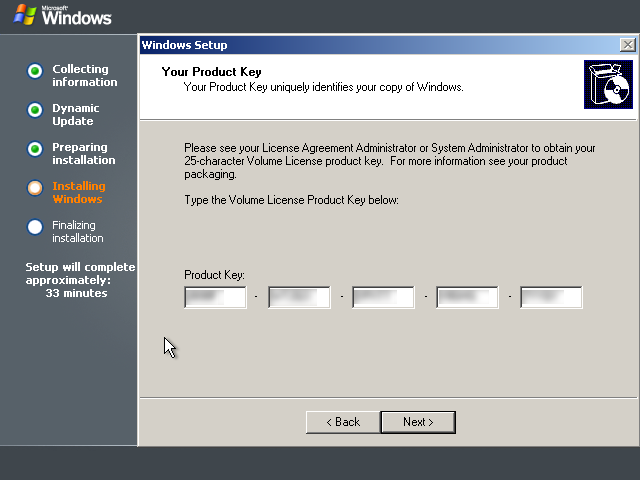 Microsoft
Windows
Windows Setup
Collecting
information
Dynamic
Update
Preparing
installation
Installing
Windows
Finalizing
installation
Setup will complete
approximately:
33 minutes
Your Product Key
Your Product Key uniquely identifies your copy of Windows.
Please see your License Agreement Administrator or System Administrator to obtain your
25-character Volume License product key.  For more information see your product
packaging.
Type the Volume License Product Key below:
Product Key:
- - - -
< Back
Next >